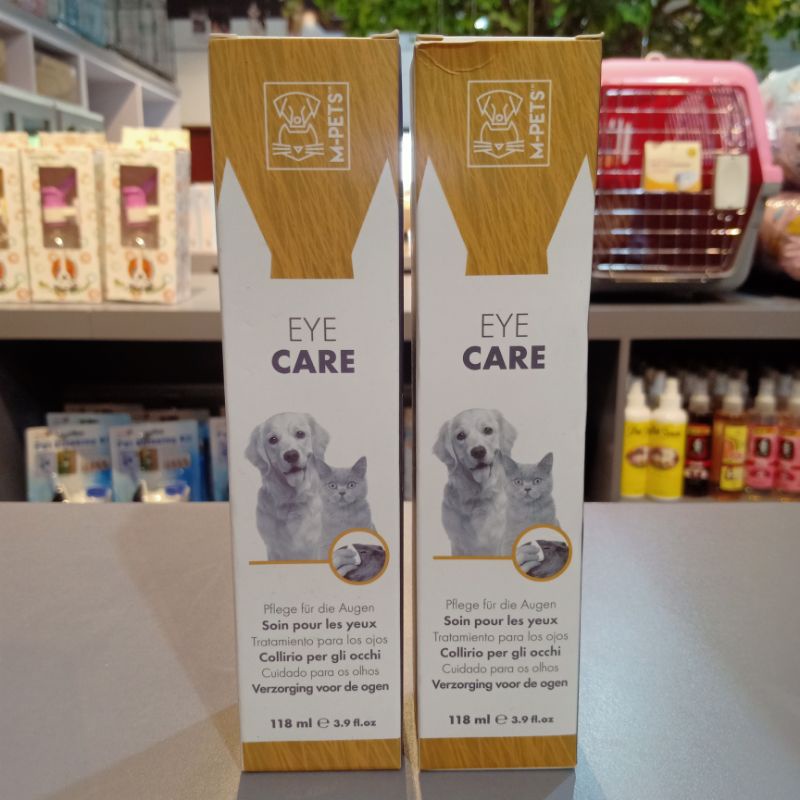 M-PETS™
EYE
CARE
Pflege für die Augen
Soin pour les yeux
Tratamiento para los ojos
Collirio per gli occhi
Cuidado para os olhos
Verzorging voor de ogen
118 ml ℮ 3.9 fl.oz
M-PETS™
EYE
CARE
Pflege für die Augen
Soin pour les yeux
Tratamiento para los ojos
Collirio per gli occhi
Cuidado para os olhos
Verzorging voor de ogen
118 ml ℮ 3.9 fl.oz